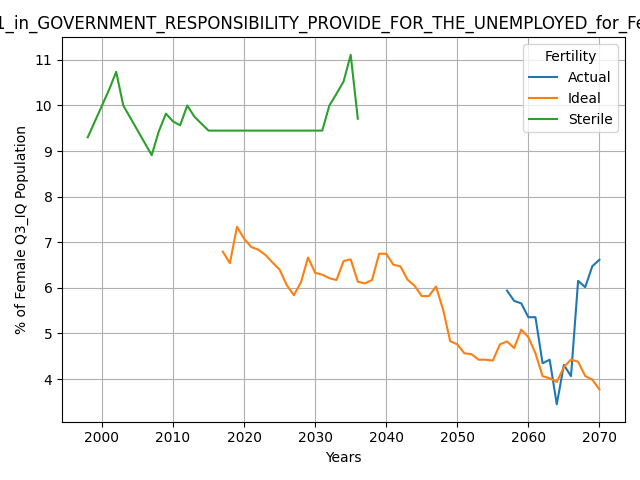 1_in_GOVERNMENT_RESPONSIBILITY_PROVIDE_FOR_THE_UNEMPLOYED_for_Fe
Fertility
Actual
Ideal
Sterile
% of Female Q3_IQ Population
11
10
9
8
7
6
5
4
2000 2010 2020 2030 2040 2050 2060 2070
Years